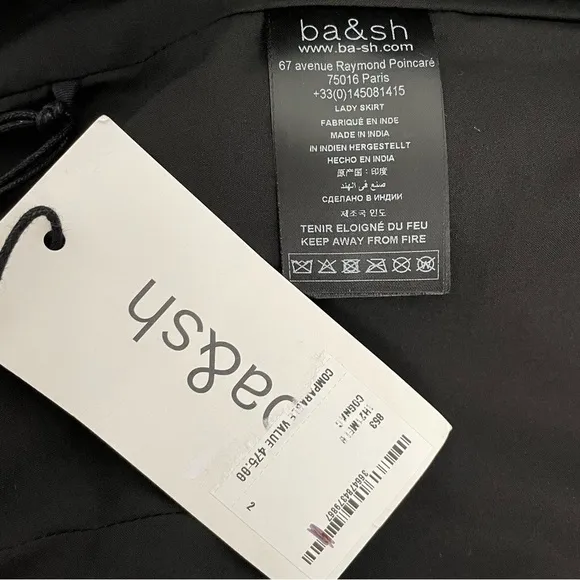 ba&sh
www.ba-sh.com
67 avenue Raymond Poincaré
75016 Paris
+33(0)145081415
LADY SKIRT
FABRIQUÉ EN INDE
MADE IN INDIA
IN INDIEN HERGESTELLT
HECHO EN INDIA
原产国：印度
صنع في الهند
СДЕЛАНО В ИНДИИ
제조국 인도
TENIR ELOIGNÉ DU FEU
KEEP AWAY FROM FIRE
ba&sh
853
COMPARABLE VALUE 475.00
2